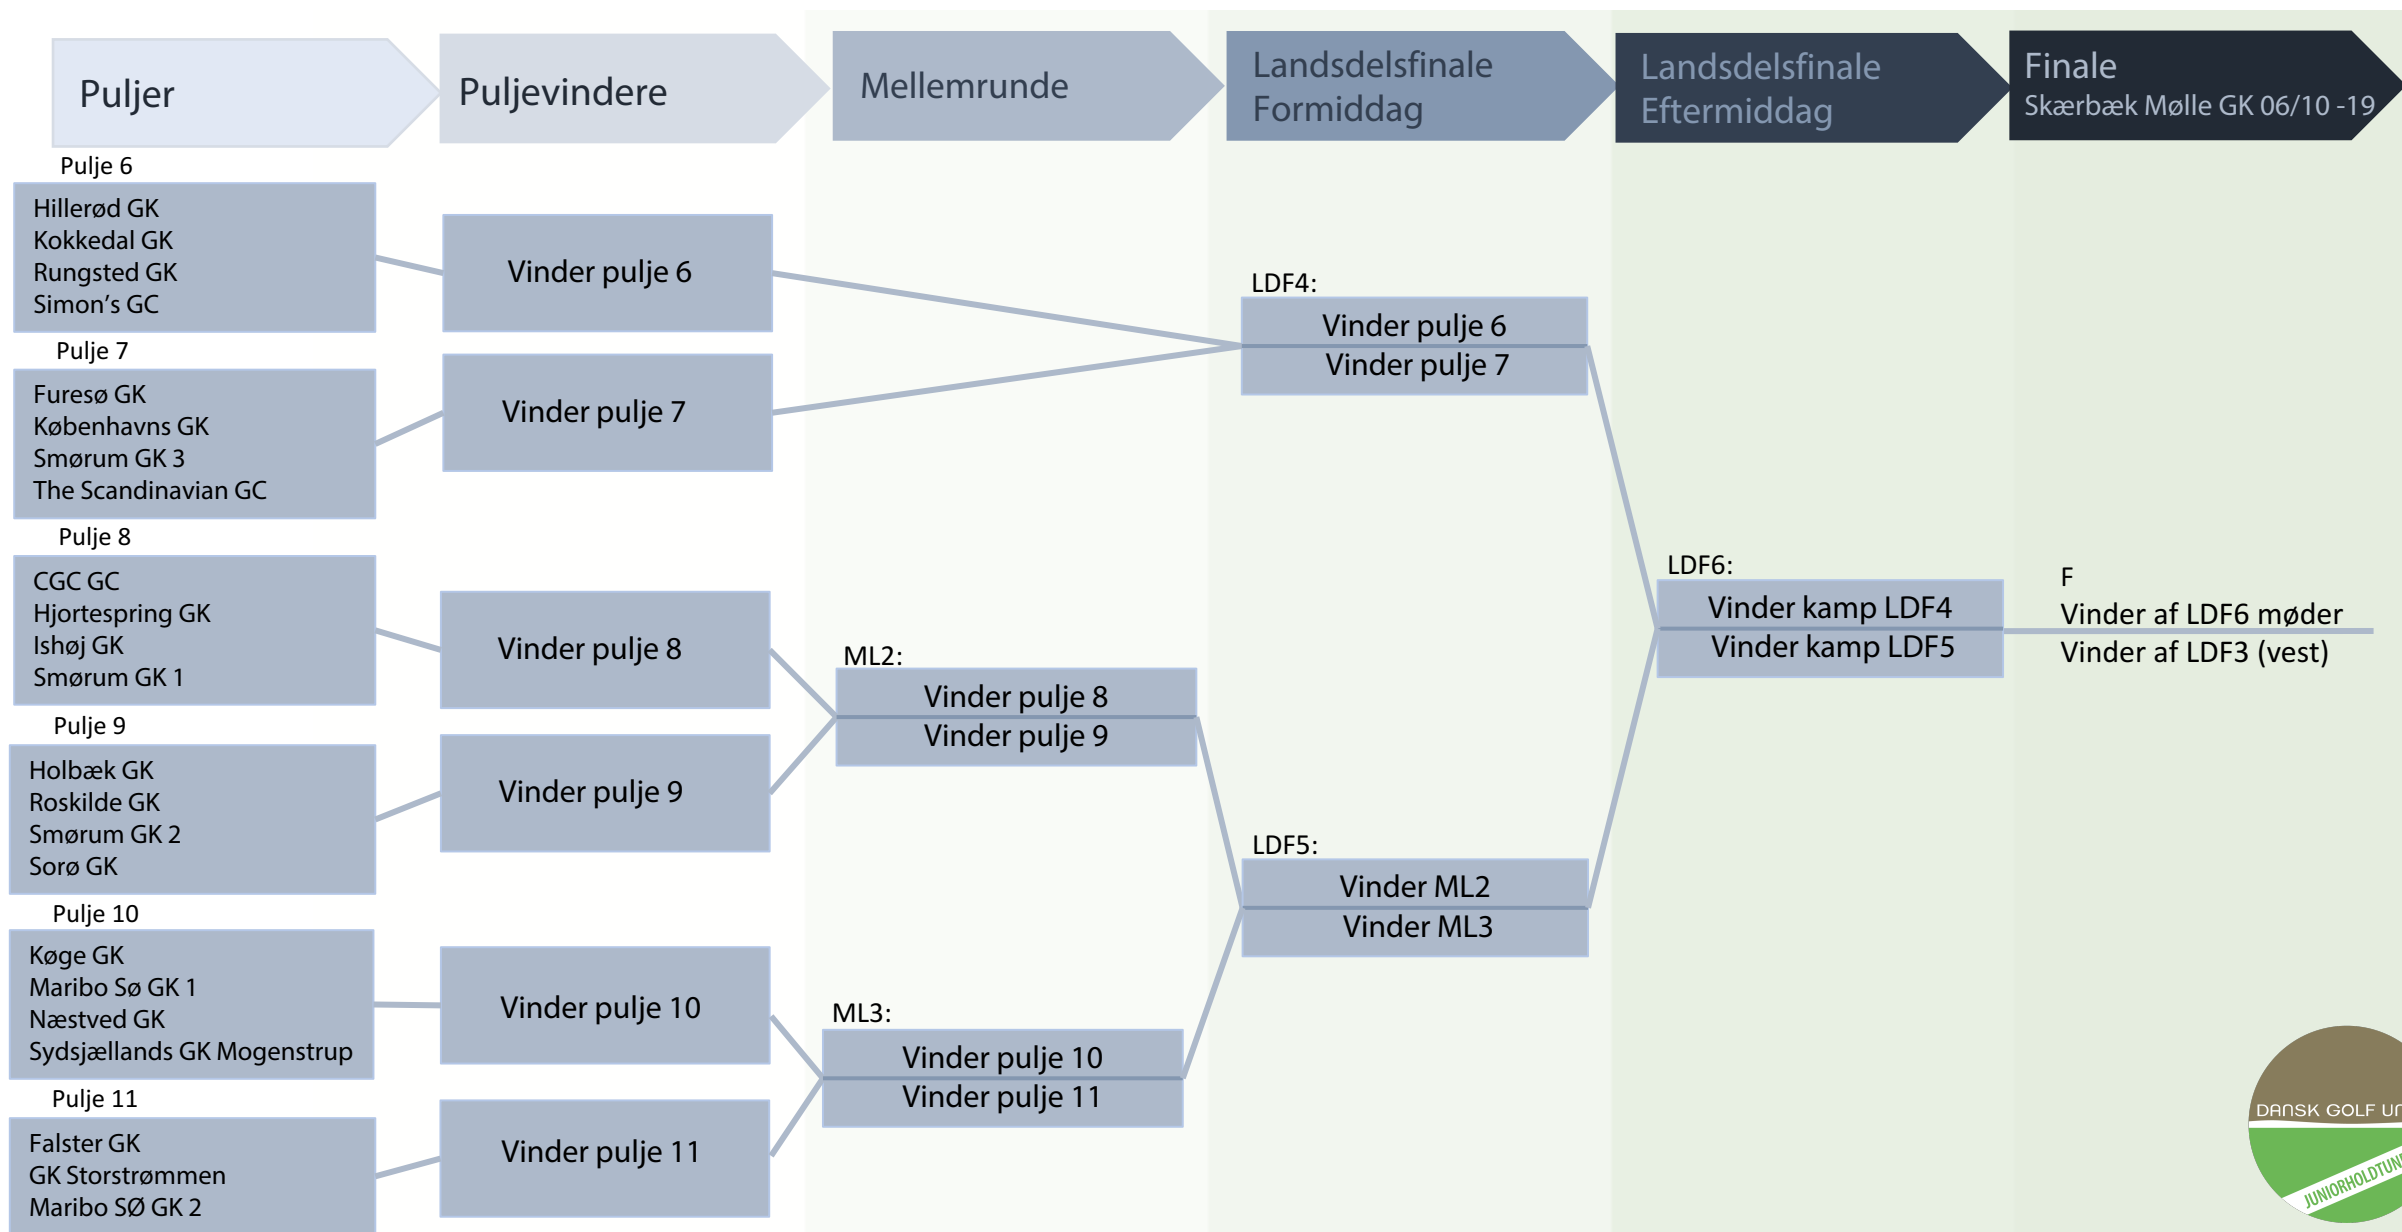 Puljer
Puljevindere
Mellemrunde
Landsdelsfinale
Formiddag
Landsdelsfinale
Eftermiddag
Finale
Skærbæk Mølle GK 06/10 -19
Pulje 6
Hillerød GK
Kokkedal GK
Rungsted GK
Simon's GC
Pulje 7
Furesø GK
Københavns GK
Smørum GK 3
The Scandinavian GC
Pulje 8
CGC GC
Hjortespring GK
Ishøj GK
Smørum GK 1
Pulje 9
Holbæk GK
Roskilde GK
Smørum GK 2
Sorø GK
Pulje 10
Køge GK
Maribo Sø GK 1
Næstved GK
Sydsjællands GK Mogenstrup
Pulje 11
Falster GK
GK Storstrømmen
Maribo SØ GK 2
Vinder pulje 6
Vinder pulje 7
Vinder pulje 8
Vinder pulje 9
Vinder pulje 10
Vinder pulje 11
ML2:
Vinder pulje 8
Vinder pulje 9
ML3:
Vinder pulje 10
Vinder pulje 11
LDF4:
Vinder pulje 6
Vinder pulje 7
LDF5:
Vinder ML2
Vinder ML3
LDF6:
Vinder kamp LDF4
Vinder kamp LDF5
F
Vinder af LDF6 møder
Vinder af LDF3 (vest)
DANSK GOLF